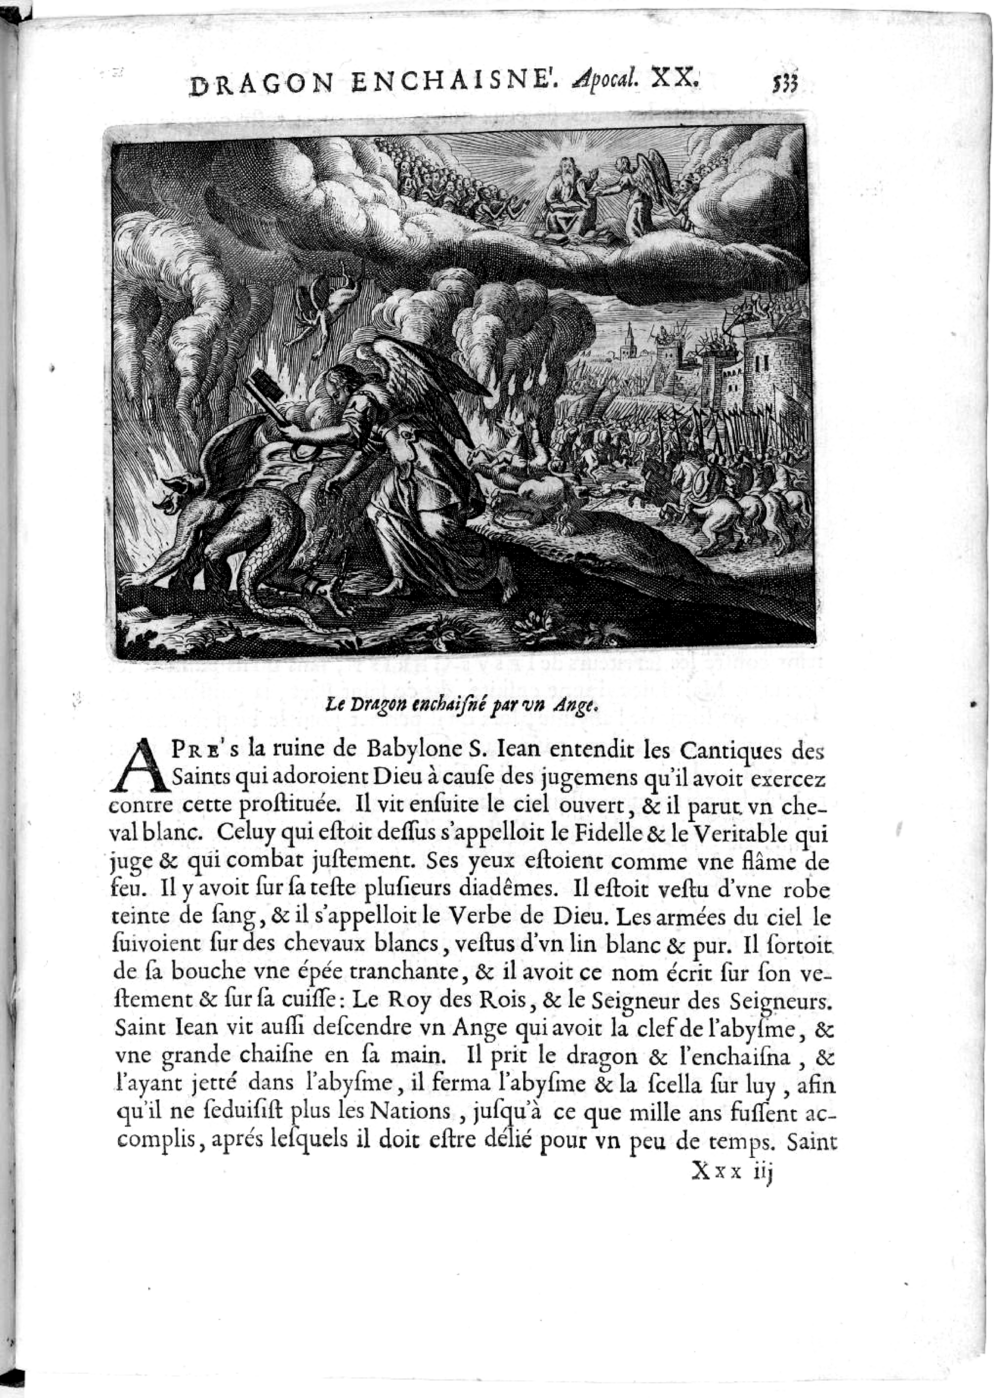 DRAGON ENCHAISNE'. Apocal. XX. 533
Le Dragon enchaiſné par vn Ange.
APRE's la ruine de Babylone S. Iean entendit les Cantiques des
Saints qui adoroient Dieu à cauſe des jugemens qu'il avoit exercez
contre cette proſtituée. Il vit enſuite le ciel ouvert, & il parut vn che-
val blanc. Celuy qui eſtoit deſſus s'appelloit le Fidelle & le Veritable qui
juge & qui combat juſtement. Ses yeux eſtoient comme vne flâme de
feu. Il y avoit ſur ſa teſte pluſieurs diadêmes. Il eſtoit veſtu d'vne robe
teinte de ſang, & il s'appelloit le Verbe de Dieu. Les armées du ciel le
ſuivoient ſur des chevaux blancs, veſtus d'vn lin blanc & pur. Il ſortoit
de ſa bouche vne épée tranchante, & il avoit ce nom écrit ſur ſon ve-
ſtement & ſur ſa cuiſſe: Le Roy des Rois, & le Seigneur des Seigneurs.
Saint Iean vit auſſi deſcendre vn Ange qui avoit la clef de l'abyſme, &
vne grande chaiſne en ſa main. Il prit le dragon & l'enchaiſna, &
l'ayant jetté dans l'abyſme, il ferma l'abyſme & la ſcella ſur luy, afin
qu'il ne ſeduiſiſt plus les Nations, juſqu'à ce que mille ans fuſſent ac-
complis, aprés leſquels il doit eſtre délié pour vn peu de temps. Saint
Xxx iij